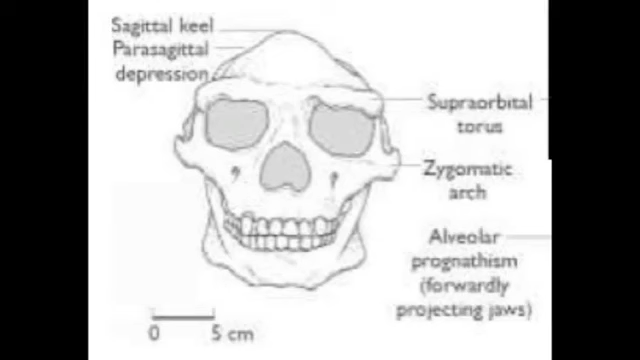 Sagittal keel
Parasagittal
depression
Supraorbital
torus
Zygomatic
arch
Alveolar
prognathism
(forwardly
projecting jaws)
0 5 cm